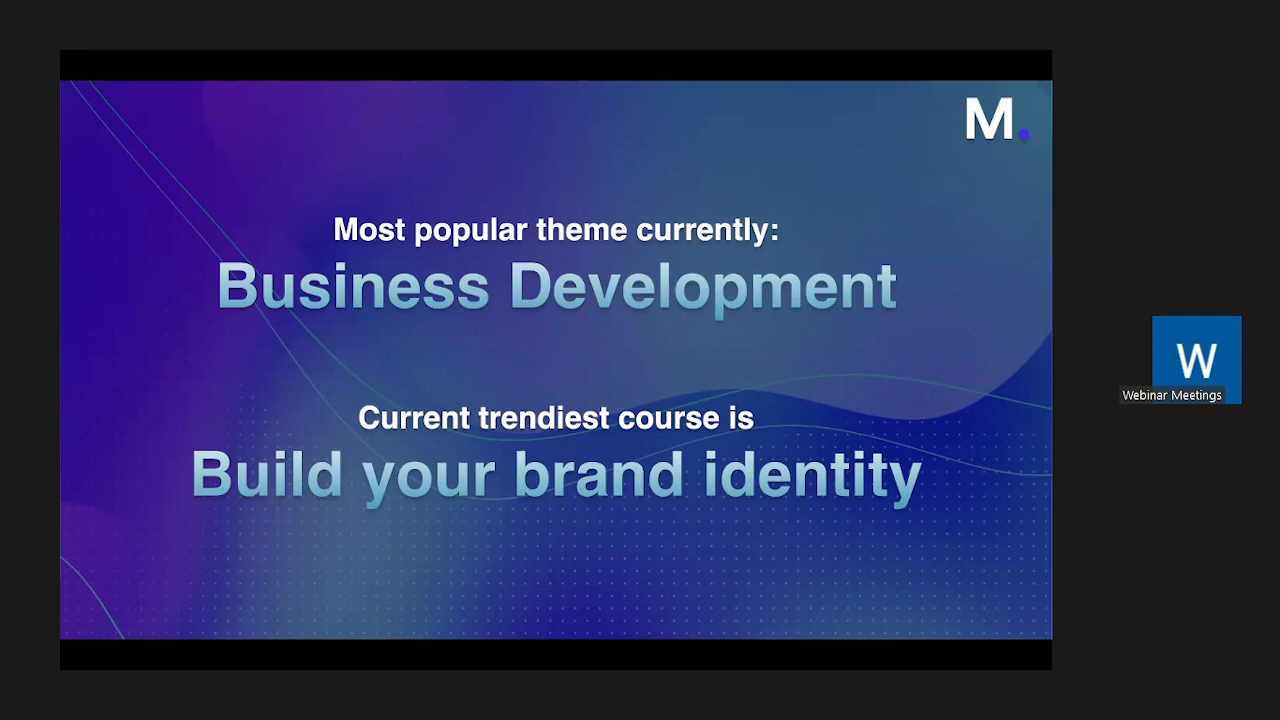 M.
Most popular theme currently:
Business Development
Current trendiest course is
Build your brand identity
W
Webinar Meetings